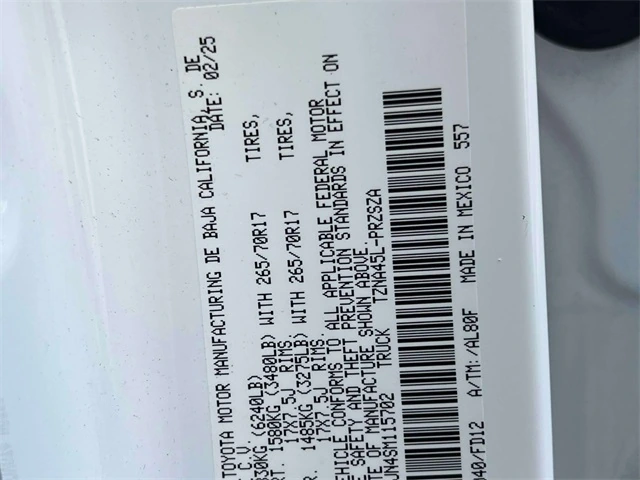 TOYOTA MOTOR MANUFACTURING DE BAJA CALIFORNIA, S. DE
.C.V. DATE: 02/25
830KG (6240LB)
RT. 1580KG (3480LB) WITH 265/70R17 TIRES,
17X7.5J RIMS.
R. 1485KG (3275LB) WITH 265/70R17 TIRES,
17X7.5J RIMS.
VEHICLE CONFORMS TO ALL APPLICABLE FEDERAL MOTOR
E SAFETY AND THEFT PREVENTION STANDARDS IN EFFECT ON
TE OF MANUFACTURE SHOWN ABOVE.
JN4SM115702 TRUCK TZNA45L-PRZSZA
040/FD12 A/TM:/AL80F MADE IN MEXICO 557